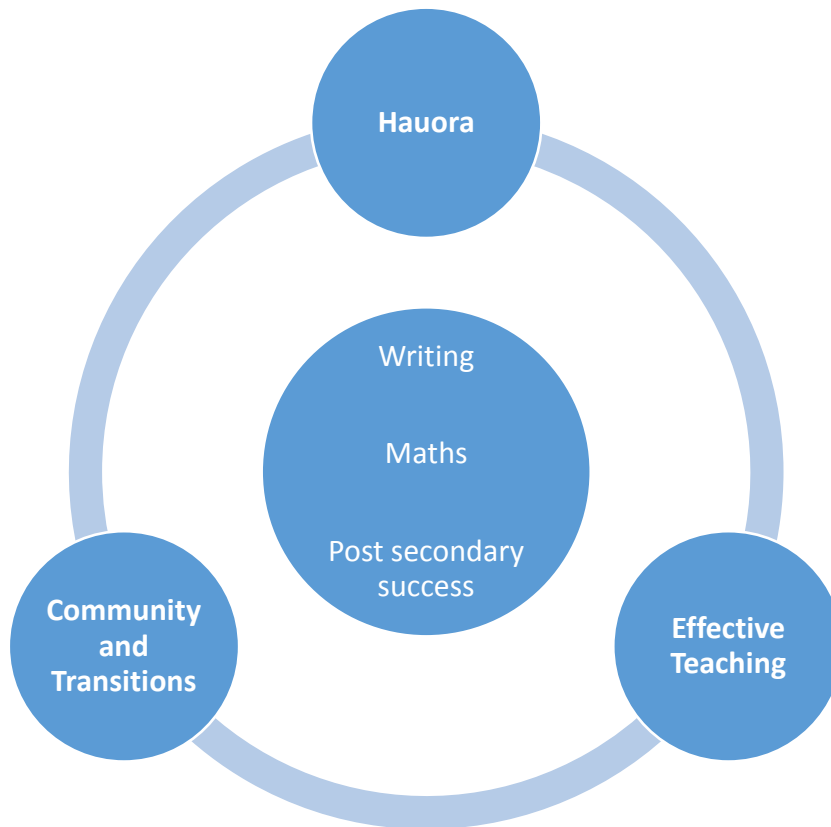 Hauora
Writing
Maths
Post secondary
success
Community
and
Transitions
Effective
Teaching